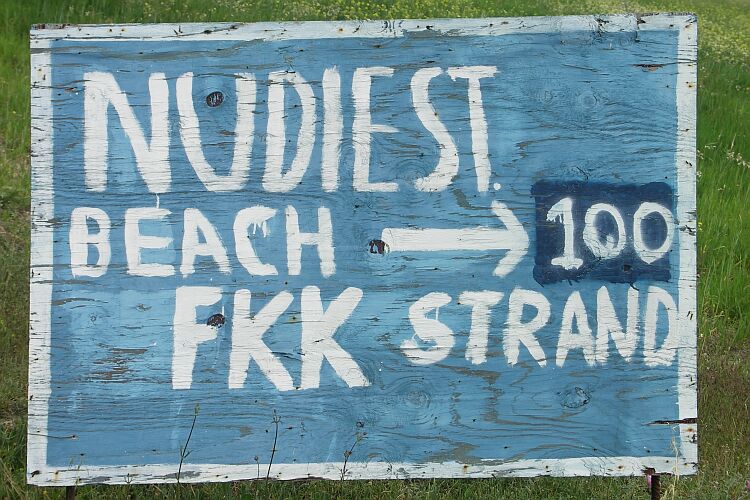 NUDIEST.
BEACH → 100
FKK STRAND